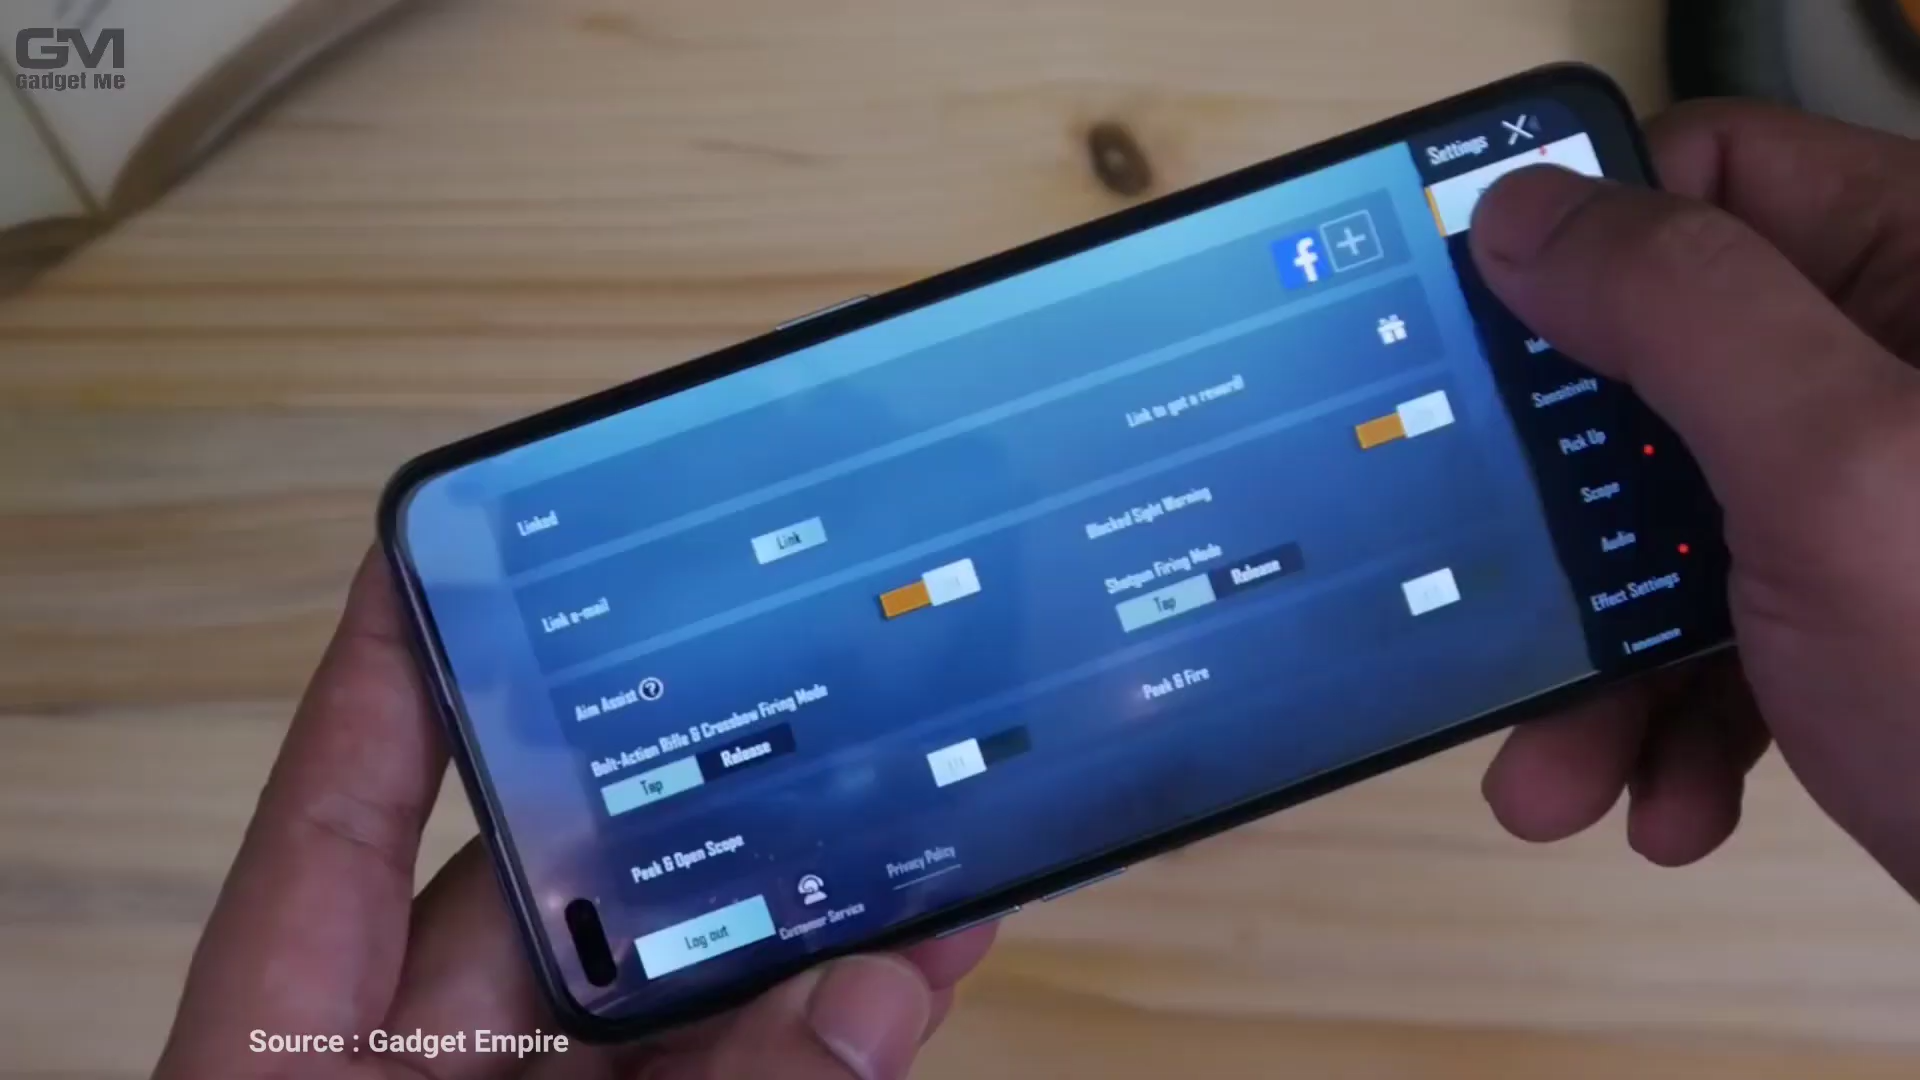 GM
Gadget Me
Settings
Linked
Link e-mail
Link
Link to get a reward!
Aim Assist ?
Blocked Sight Warning
Bolt-Action Rifle & Crossbow Firing Mode
Tap
Release
Shotgun Firing Mode
Tap
Release
Peek & Open Scope
Peek & Fire
Log out
Customer Service
Privacy Policy
Sensitivity
Pick Up
Scope
Audio
Effect Settings
Source : Gadget Empire